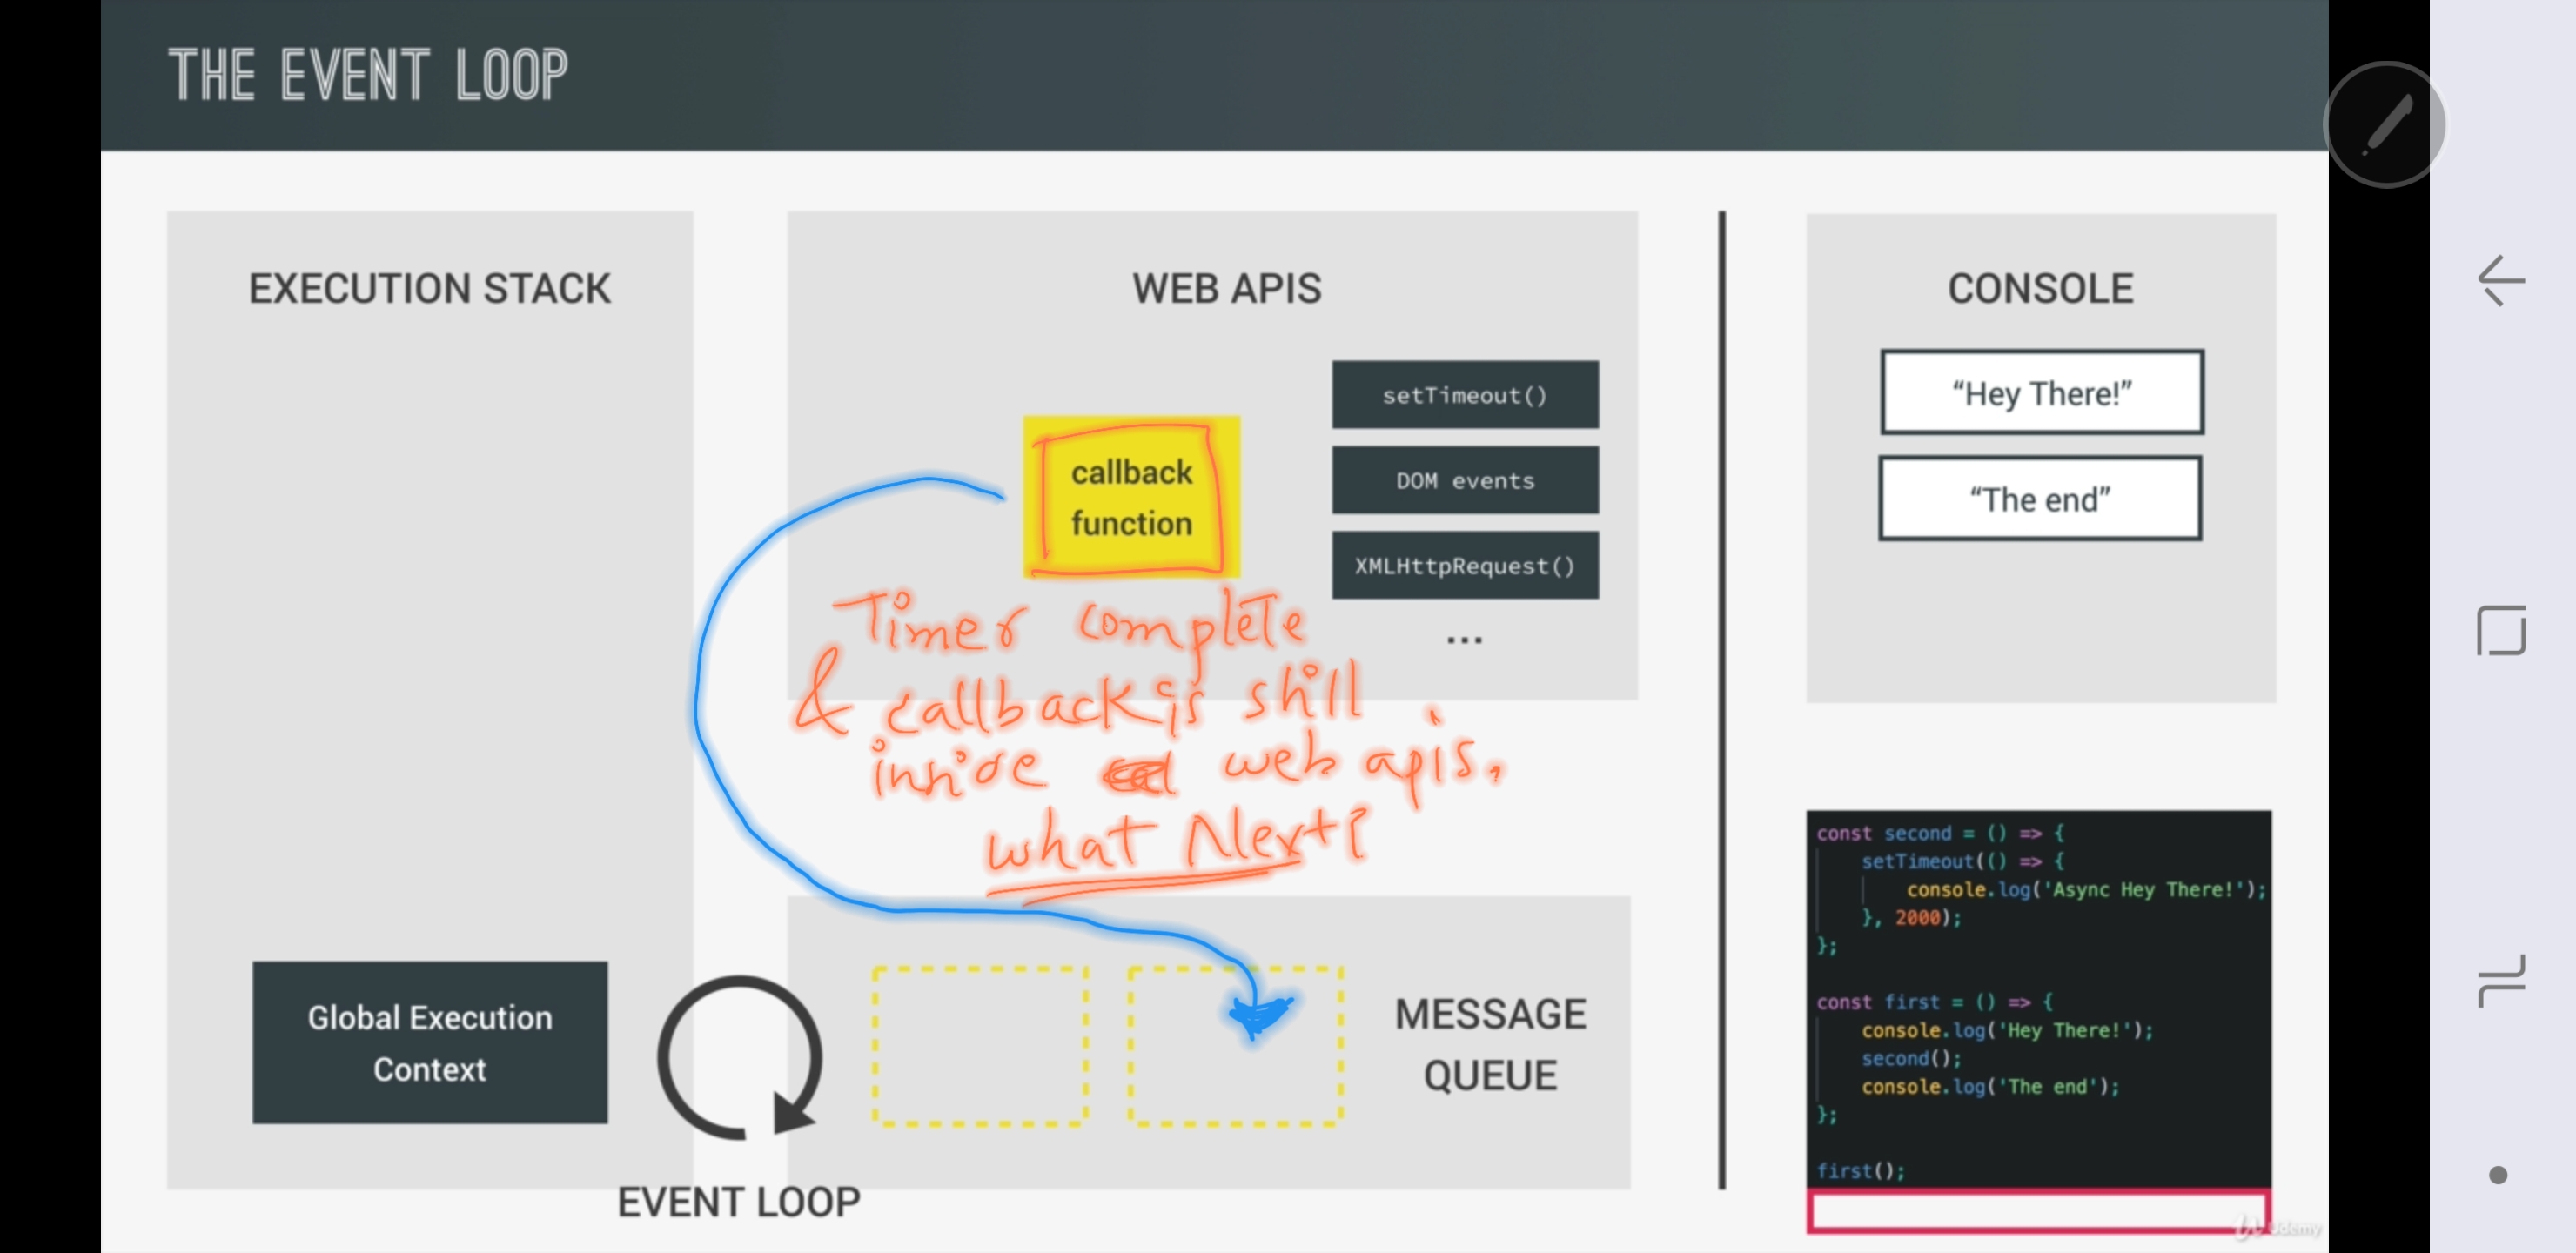 THE EVENT LOOP
EXECUTION STACK
Global Execution
Context
EVENT LOOP
WEB APIS
callback
function
setTimeout()
DOM events
XMLHttpRequest()
...
Timer complete
& callback is still
inside web apis.
what Next?
MESSAGE
QUEUE
CONSOLE
“Hey There!”
“The end”
const second = () => {
setTimeout(() => {
console.log('Async Hey There!');
}, 2000);
};
const first = () => {
console.log('Hey There!');
second();
console.log('The end');
};
first();
Udemy